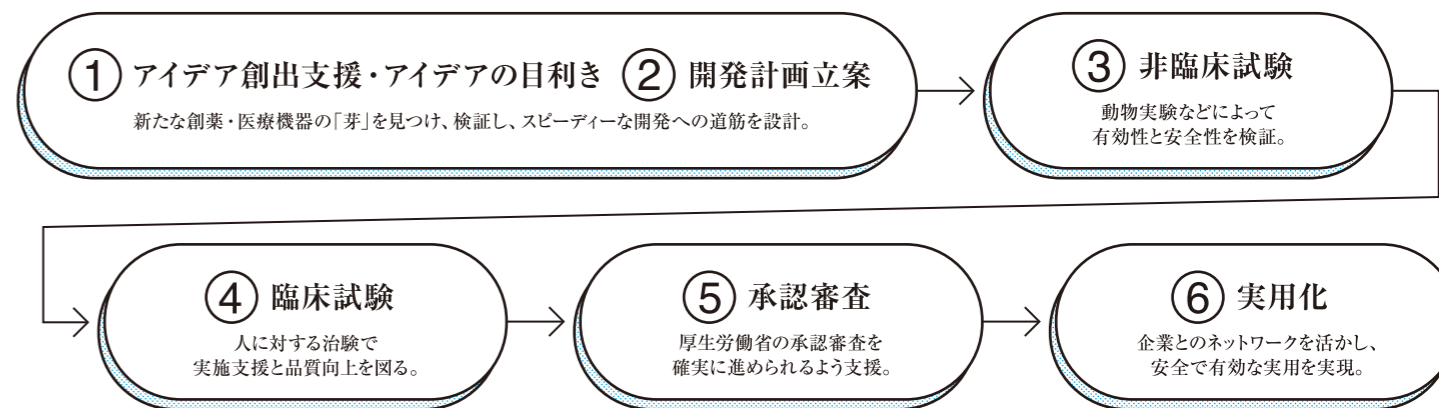 ① アイデア創出支援・アイデアの目利き ② 開発計画立案
新たな創薬・医療機器の「芽」を見つけ、検証し、スピーディーな開発への道筋を設計。
③ 非臨床試験
動物実験などによって
有効性と安全性を検証。
④ 臨床試験
人に対する治験で
実施支援と品質向上を図る。
⑤ 承認審査
厚生労働省の承認審査を
確実に進められるよう支援。
⑥ 実用化
企業とのネットワークを活かし、
安全で有効な実用を実現。